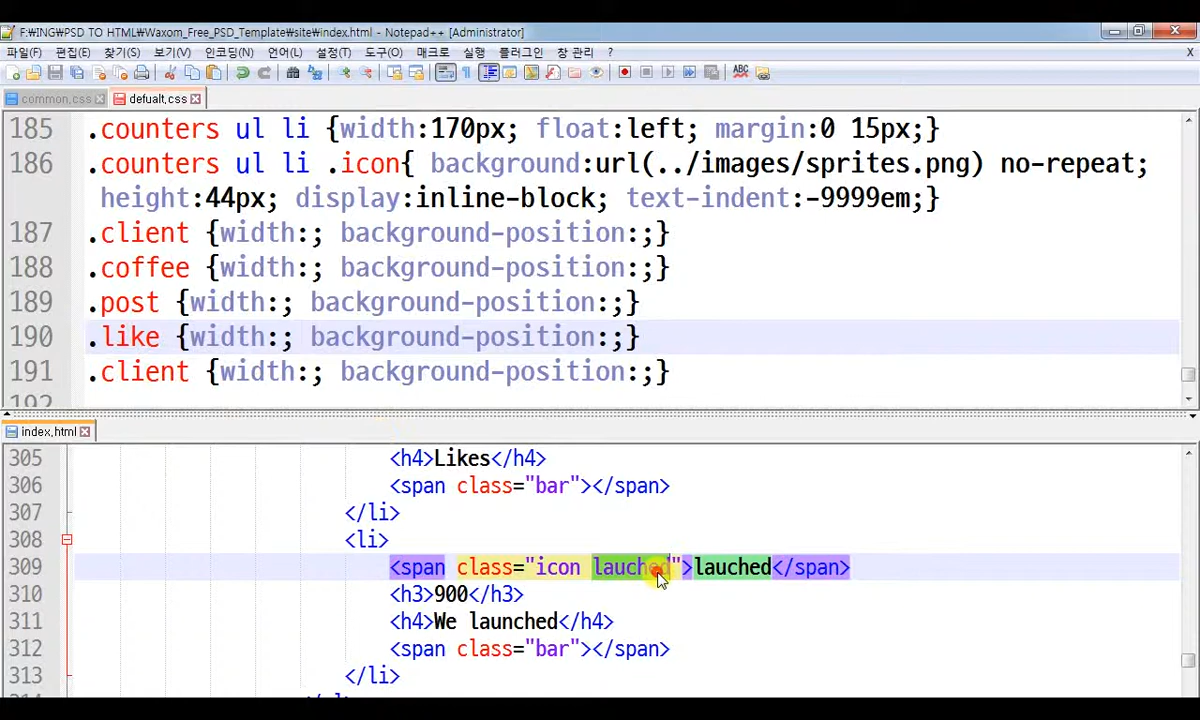 F:\ING\PSD TO HTML\Waxom_Free_PSD_Template\site\index.html - Notepad++ [Administrator]
파일(F) 편집(E) 찾기(S) 보기(V) 인코딩(N) 언어(L) 설정(T) 도구(O) 매크로 실행 플러그인 창 관리 ?
X
ABC
common.css defualt.css
185 .counters ul li {width:170px; float:left; margin:0 15px;}
186 .counters ul li .icon{ background:url(../images/sprites.png) no-repeat;
height:44px; display:inline-block; text-indent:-9999em;}
187 .client {width:; background-position:;}
188 .coffee {width:; background-position:;}
189 .post {width:; background-position:;}
190 .like {width:; background-position:;}
191 .client {width:; background-position:;}
192
index.html
305 <h4>Likes</h4>
306 <span class="bar"></span>
307 </li>
308 <li>
309 <span class="icon lauched">lauched</span>
310 <h3>900</h3>
311 <h4>We launched</h4>
312 <span class="bar"></span>
313 </li>